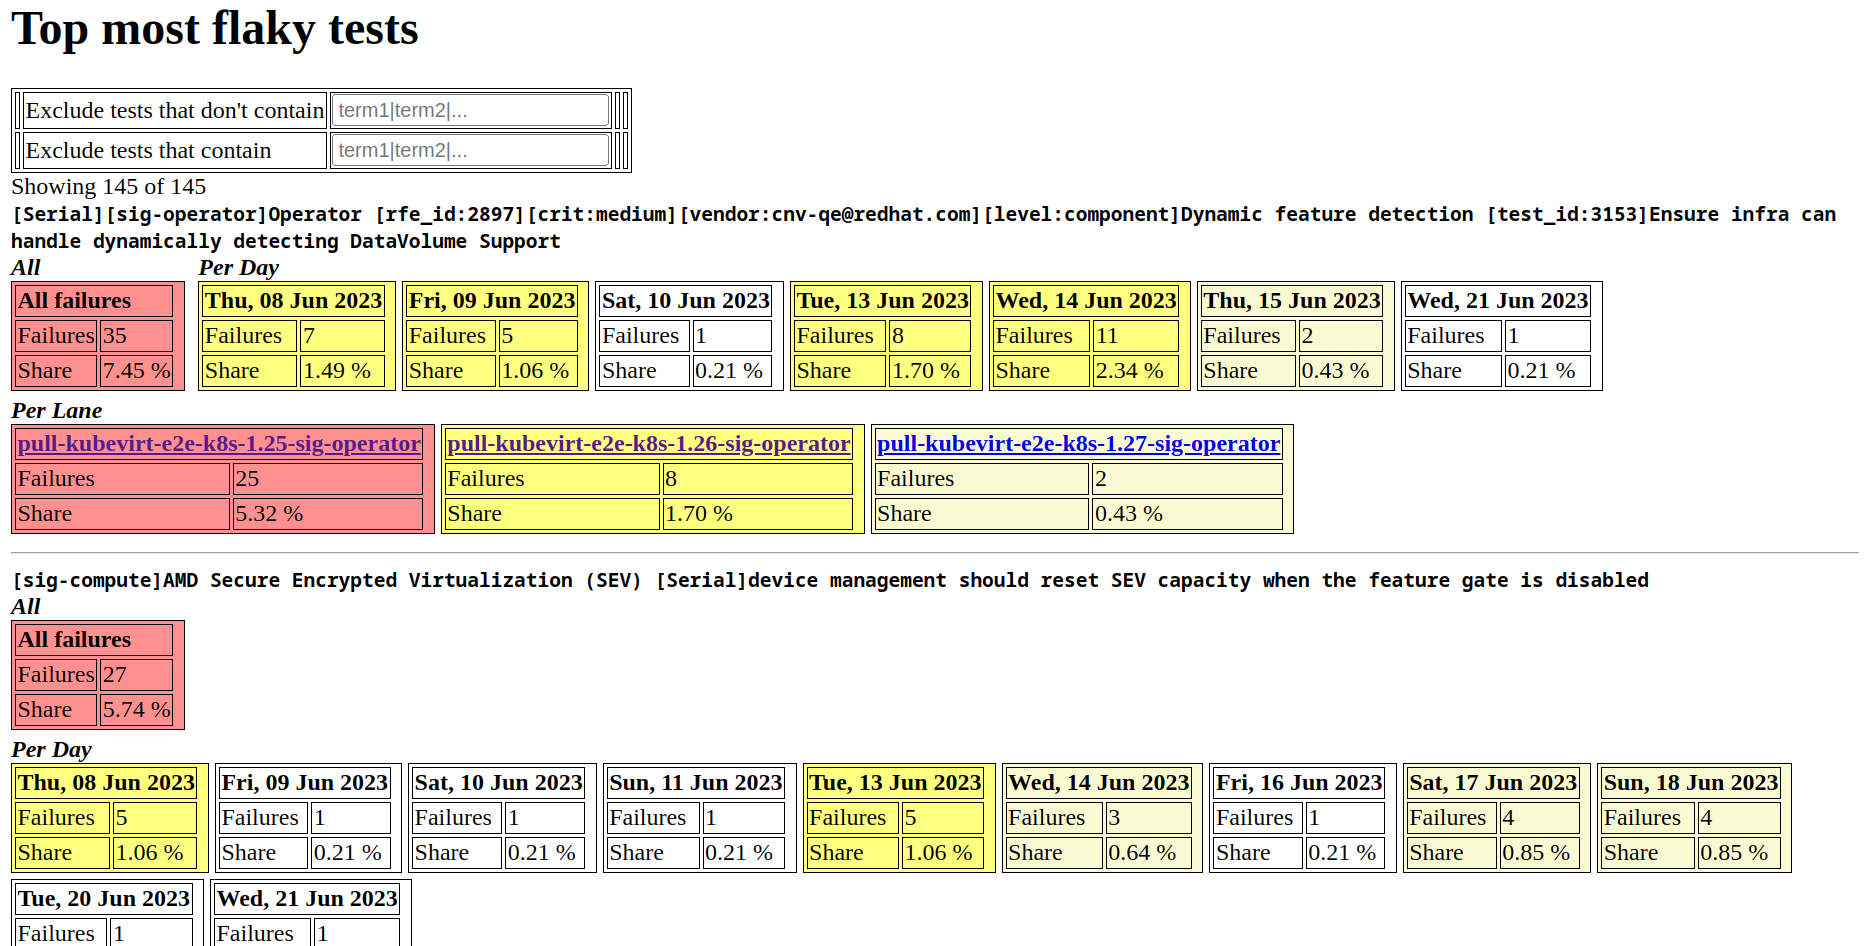 Top most flaky tests
Exclude tests that don't contain term1|term2|...
Exclude tests that contain term1|term2|...
Showing 145 of 145
[Serial][sig-operator]Operator [rfe_id:2897][crit:medium][vendor:cnv-qe@redhat.com][level:component]Dynamic feature detection [test_id:3153]Ensure infra can
handle dynamically detecting DataVolume Support
All Per Day
All failures Thu, 08 Jun 2023 Fri, 09 Jun 2023 Sat, 10 Jun 2023 Tue, 13 Jun 2023 Wed, 14 Jun 2023 Thu, 15 Jun 2023 Wed, 21 Jun 2023
Failures 35 Failures 7 Failures 5 Failures 1 Failures 8 Failures 11 Failures 2 Failures 1
Share 7.45 % Share 1.49 % Share 1.06 % Share 0.21 % Share 1.70 % Share 2.34 % Share 0.43 % Share 0.21 %
Per Lane
pull-kubevirt-e2e-k8s-1.25-sig-operator pull-kubevirt-e2e-k8s-1.26-sig-operator pull-kubevirt-e2e-k8s-1.27-sig-operator
Failures 25 Failures 8 Failures 2
Share 5.32 % Share 1.70 % Share 0.43 %
[sig-compute]AMD Secure Encrypted Virtualization (SEV) [Serial]device management should reset SEV capacity when the feature gate is disabled
All
All failures
Failures 27
Share 5.74 %
Per Day
Thu, 08 Jun 2023 Fri, 09 Jun 2023 Sat, 10 Jun 2023 Sun, 11 Jun 2023 Tue, 13 Jun 2023 Wed, 14 Jun 2023 Fri, 16 Jun 2023 Sat, 17 Jun 2023 Sun, 18 Jun 2023
Failures 5 Failures 1 Failures 1 Failures 1 Failures 5 Failures 3 Failures 1 Failures 4 Failures 4
Share 1.06 % Share 0.21 % Share 0.21 % Share 0.21 % Share 1.06 % Share 0.64 % Share 0.21 % Share 0.85 % Share 0.85 %
Tue, 20 Jun 2023 Wed, 21 Jun 2023
Failures 1 Failures 1